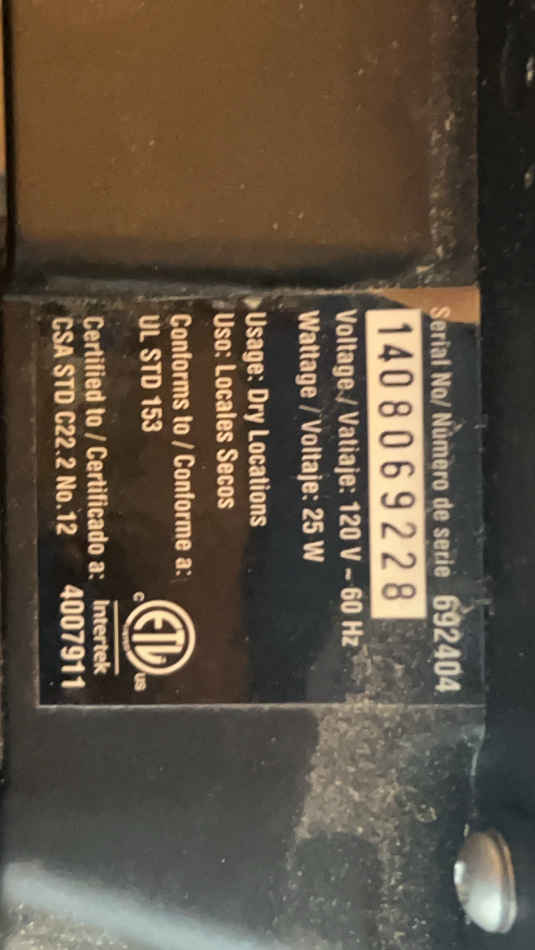 Serial No/ Número de serie 692404
1408069228
Voltage / Vatiaje: 120 V ~ 60 Hz
Wattage / Voltaje: 25 W
Usage: Dry Locations
Uso: Locales Secos
Conforms to / Conforme a:
UL STD 153
Certified to / Certificado a:
CSA STD C22.2 No.12
ETL
C
US
Intertek
4007911